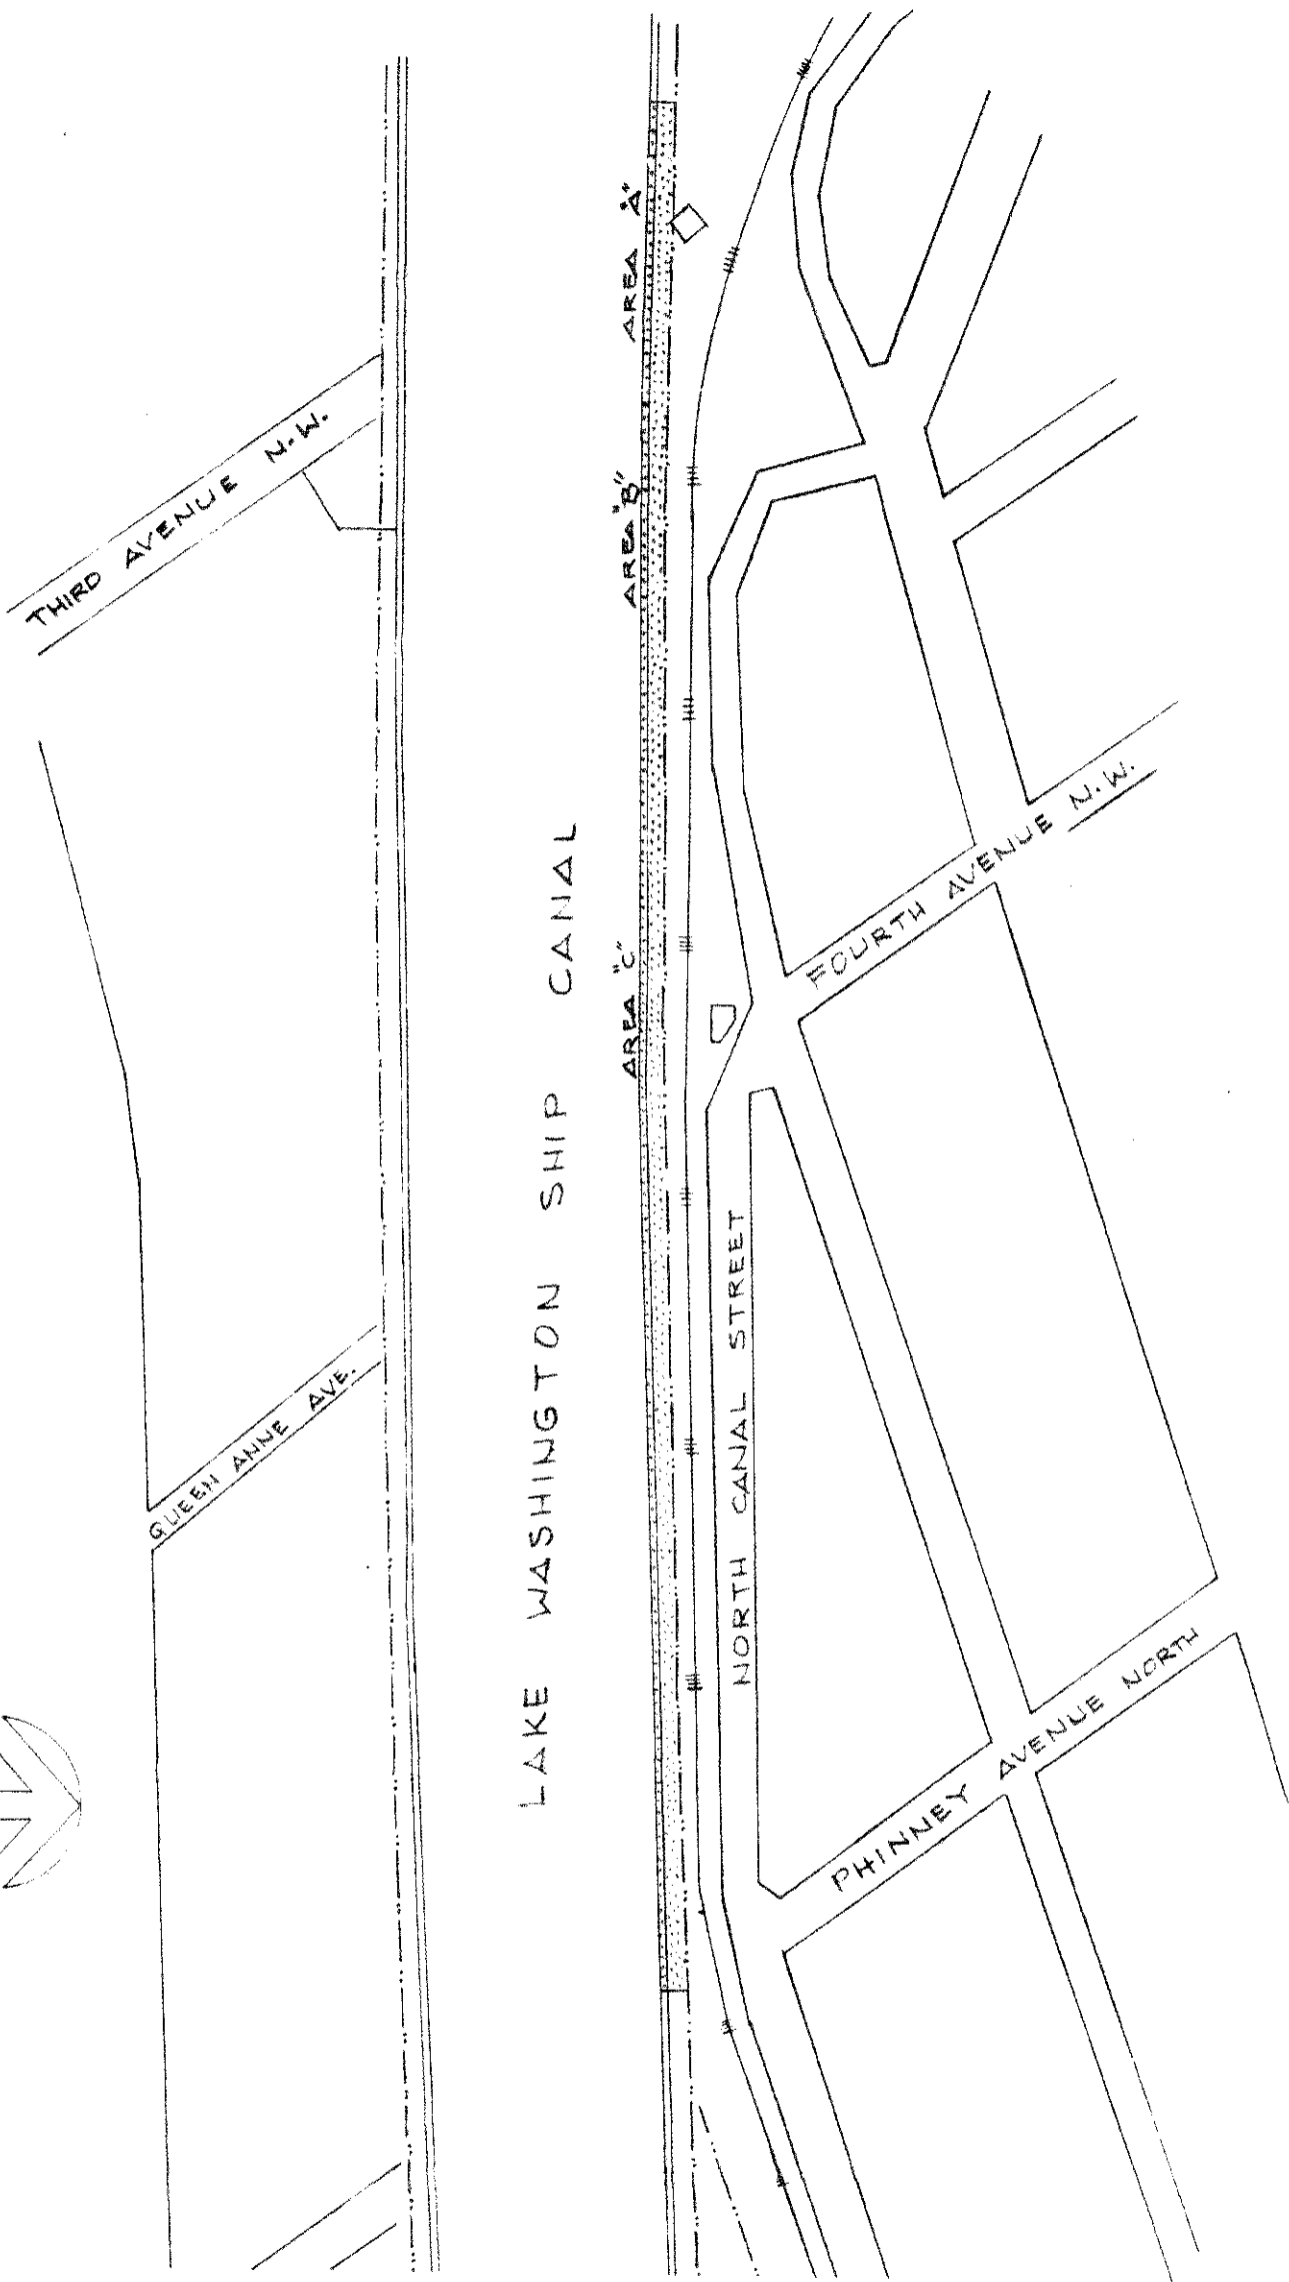 THIRD AVENUE N.W.
QUEEN ANNE AVE.
LAKE WASHINGTON SHIP CANAL
AREA "A"
AREA "B"
AREA "C"
NORTH CANAL STREET
FOURTH AVENUE N.W.
PHINNEY AVENUE NORTH